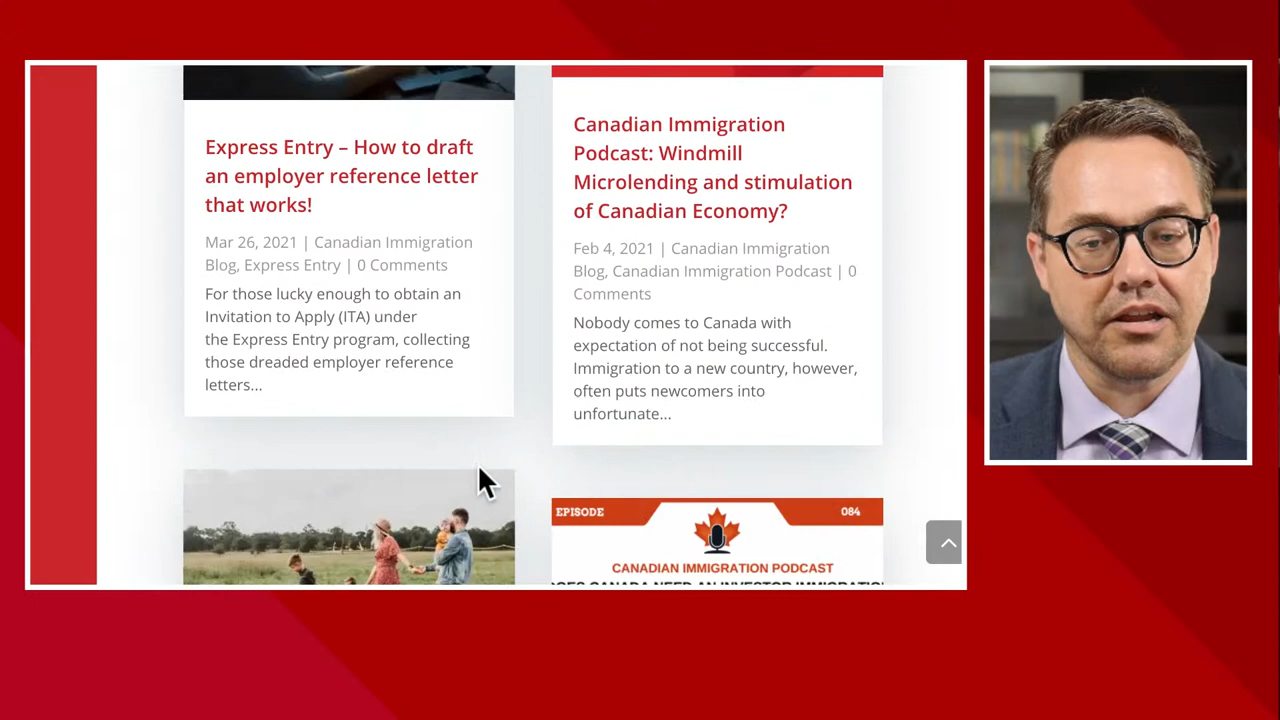 Express Entry – How to draft
an employer reference letter
that works!
Mar 26, 2021 | Canadian Immigration
Blog, Express Entry | 0 Comments
For those lucky enough to obtain an
Invitation to Apply (ITA) under
the Express Entry program, collecting
those dreaded employer reference
letters...
Canadian Immigration
Podcast: Windmill
Microlending and stimulation
of Canadian Economy?
Feb 4, 2021 | Canadian Immigration
Blog, Canadian Immigration Podcast | 0
Comments
Nobody comes to Canada with
expectation of not being successful.
Immigration to a new country, however,
often puts newcomers into
unfortunate...
EPISODE 084
CANADIAN IMMIGRATION PODCAST
CANADA NEED AN INVESTOR